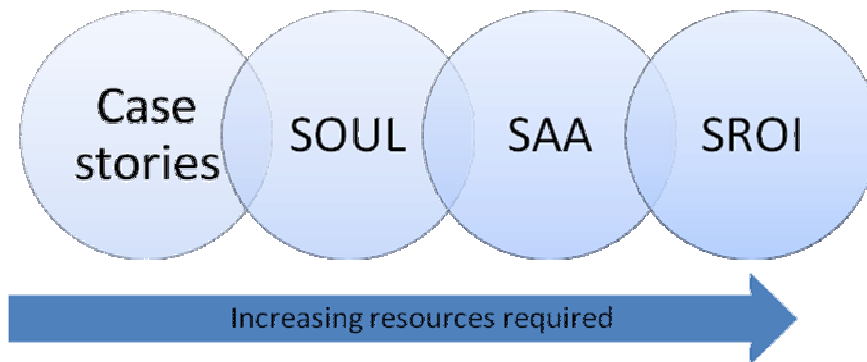 Case
stories
SOUL
SAA
SROI
Increasing resources required